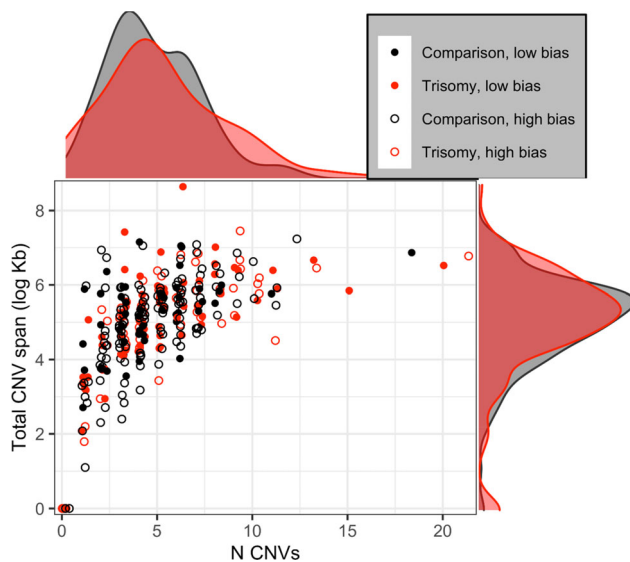 Comparison, low bias
Trisomy, low bias
Comparison, high bias
Trisomy, high bias
8
6
4
2
0
Total CNV span (log Kb)
0 5 10 15 20
N CNVs